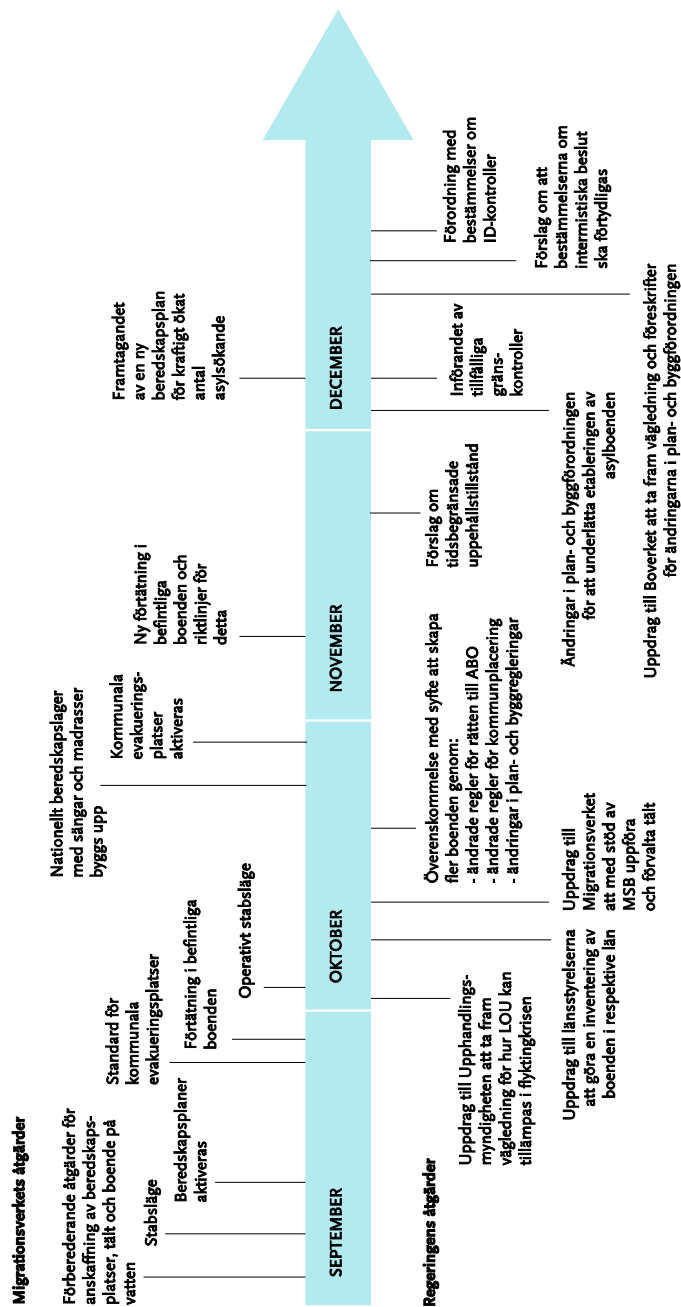 Migrationsverkets åtgärder
Förberederande åtgärder för
anskaffning av beredskaps-
platser, tält och boende på
vatten
Stabsläge
Beredskapsplaner
aktiveras
Standard för
kommunala
evakueringsplatser
Förtätning i befintliga
boenden
Operativt stabsläge
Nationellt beredskapslager
med sängar och madrasser
byggs upp
Kommunala
evakuerings-
platser
aktiveras
Ny förtätning i
befintliga
boenden och
riktlinjer för
detta
Framtagandet
av en ny
beredskapsplan
för kraftigt ökat
antal
asylsökande
SEPTEMBER
OKTOBER
NOVEMBER
DECEMBER
Regeringens åtgärder
Uppdrag till Upphandlings-
myndigheten att ta fram
vägledning för hur LOU kan
tillämpas i flyktingkrisen
Uppdrag till länsstyrelserna
att göra en inventering av
boenden i respektive län
Uppdrag till
Migrationsverket
att med stöd av
MSB uppföra
och förvalta tält
Överenskommelse med syfte att skapa
fler boenden genom:
- ändrade regler för rätten till ABO
- ändrade regler för kommunplacering
- ändringar i plan- och byggregleringar
Förslag om
tidsbegränsade
uppehållstillstånd
Ändringar i plan- och byggförordningen
för att underlätta etableringen av
asylboenden
Införandet av
tillfälliga
gräns-
kontroller
Uppdrag till Boverket att ta fram vägledning och föreskrifter
för ändringarna i plan- och byggförordningen
Förslag om att
bestämmelserna om
intermistiska beslut
ska förtydligas
Förordning med
bestämmelser om
ID-kontroller